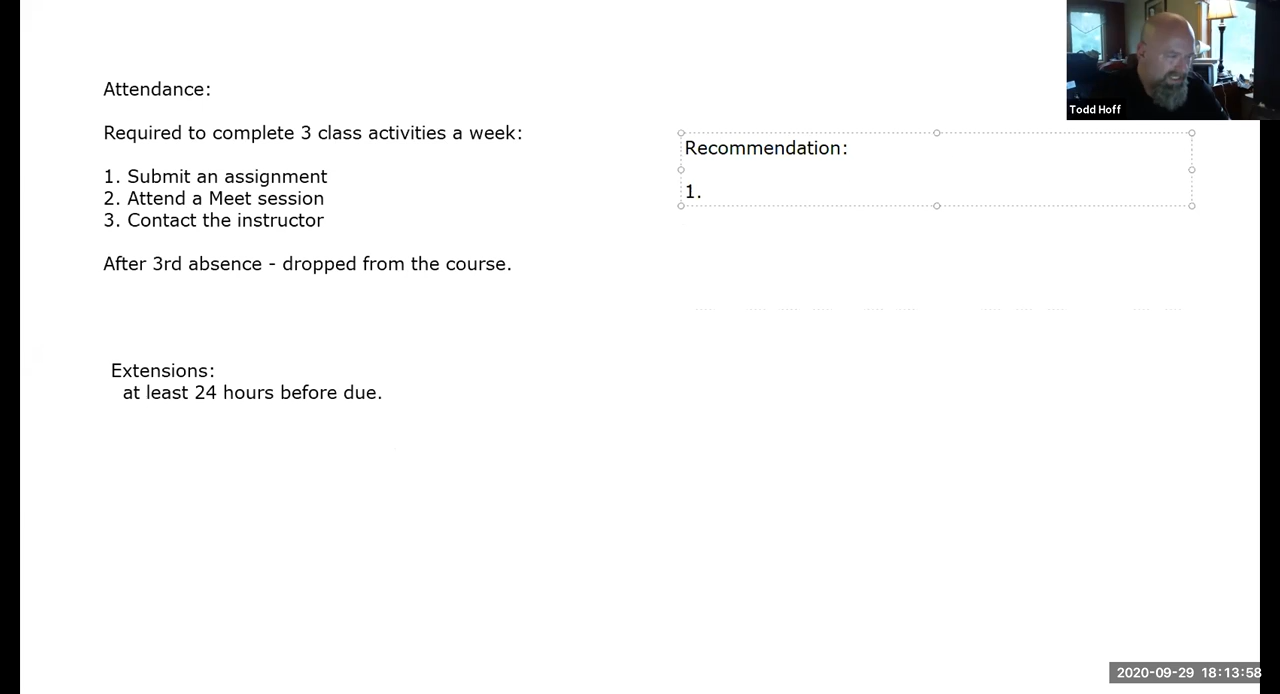 Attendance:
Required to complete 3 class activities a week:
1. Submit an assignment
2. Attend a Meet session
3. Contact the instructor
After 3rd absence - dropped from the course.
Extensions:
at least 24 hours before due.
Recommendation:
1.
Todd Hoff
2020-09-29 18:13:58